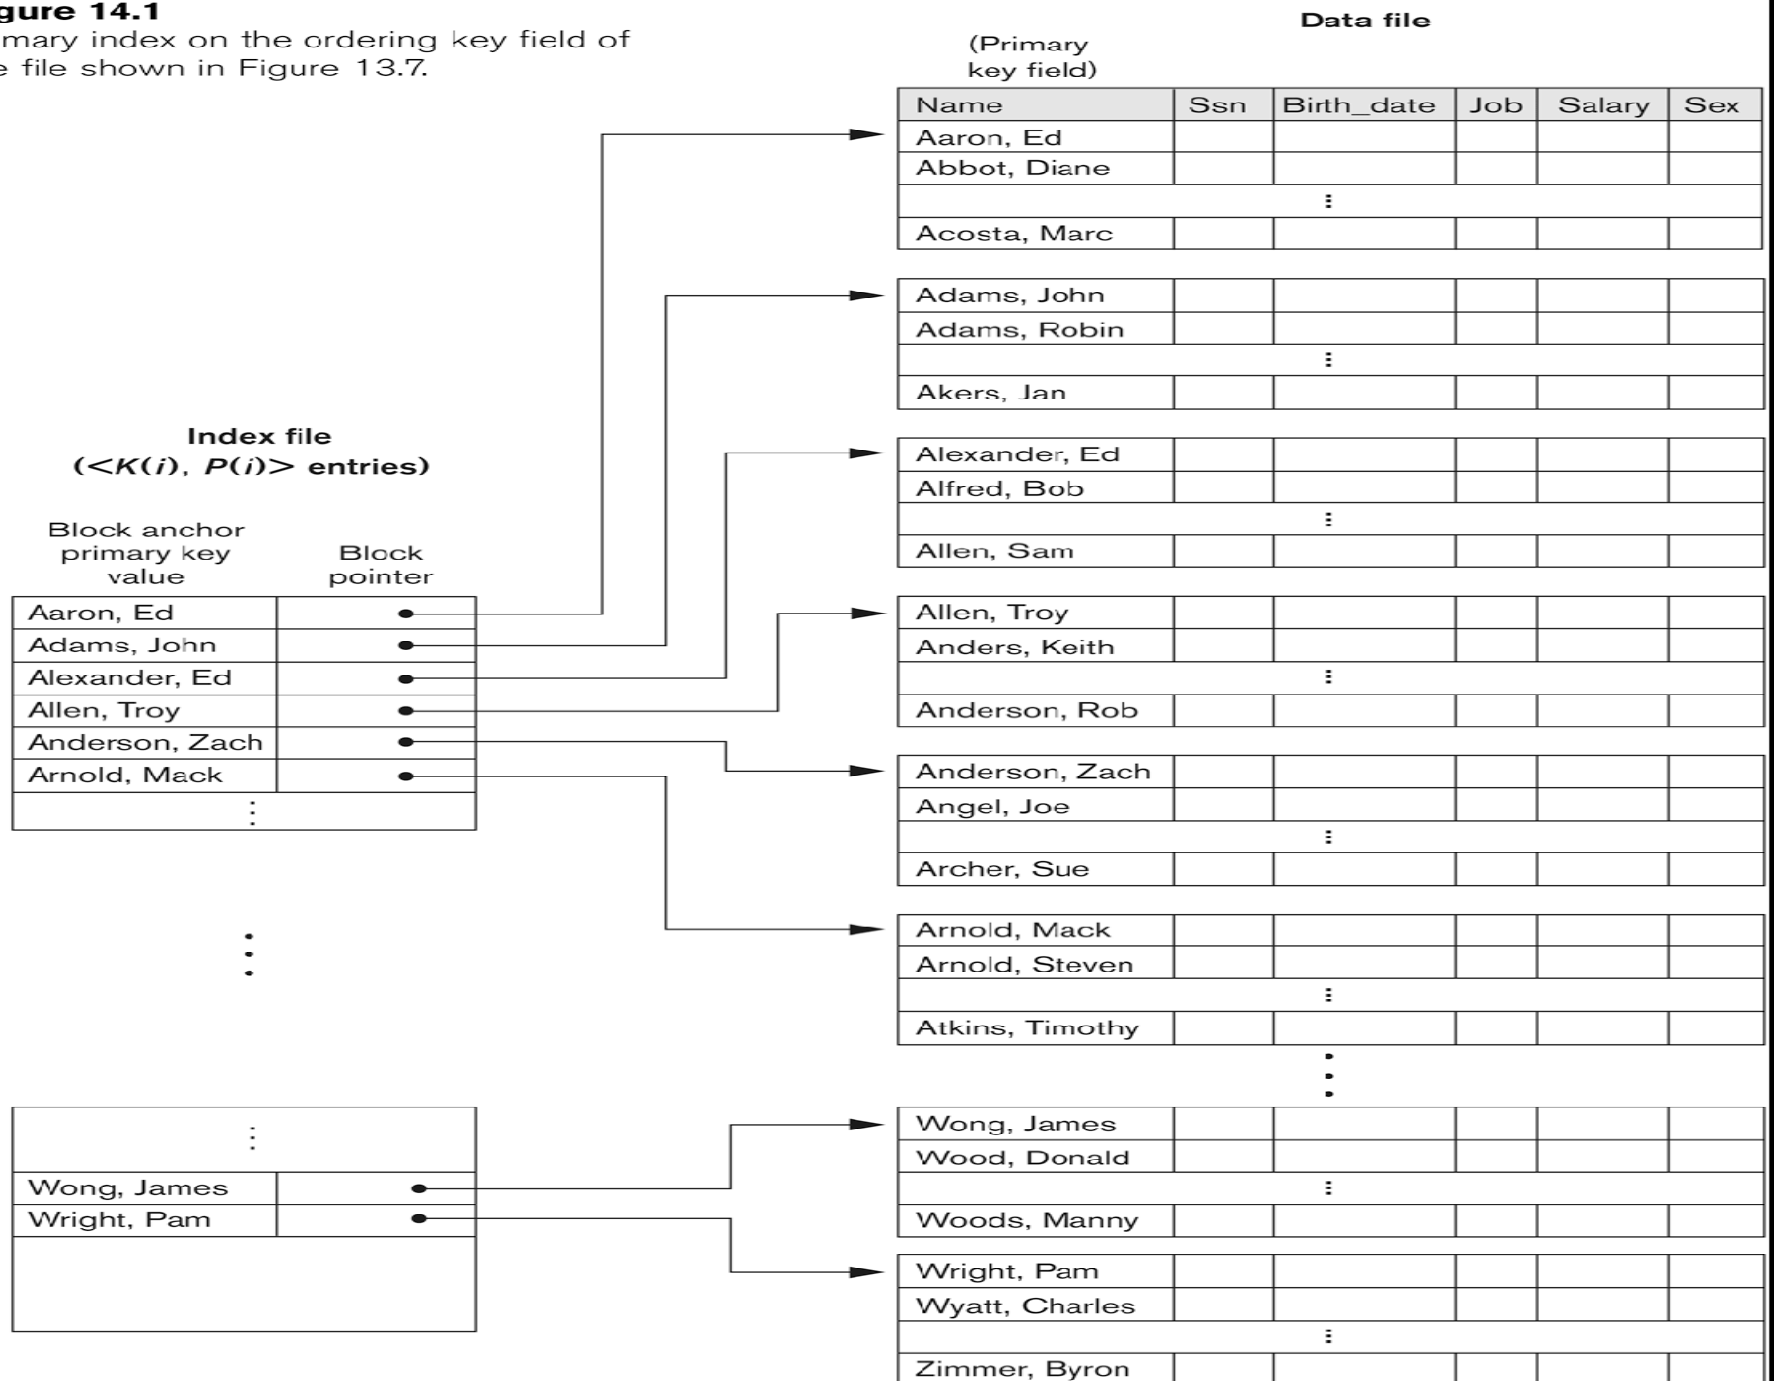 gure 14.1
mary index on the ordering key field of
e file shown in Figure 13.7.
Data file
(Primary
key field)
Name Ssn Birth_date Job Salary Sex
Aaron, Ed
Abbot, Diane
Acosta, Marc
Adams, John
Adams, Robin
Akers, Jan
Alexander, Ed
Alfred, Bob
Allen, Sam
Allen, Troy
Anders, Keith
Anderson, Rob
Anderson, Zach
Angel, Joe
Archer, Sue
Arnold, Mack
Arnold, Steven
Atkins, Timothy
Wong, James
Wood, Donald
Woods, Manny
Wright, Pam
Wyatt, Charles
Zimmer, Byron
Index file
(<K(i), P(i)> entries)
Block anchor
primary key
value
Block
pointer
Aaron, Ed
Adams, John
Alexander, Ed
Allen, Troy
Anderson, Zach
Arnold, Mack
Wong, James
Wright, Pam